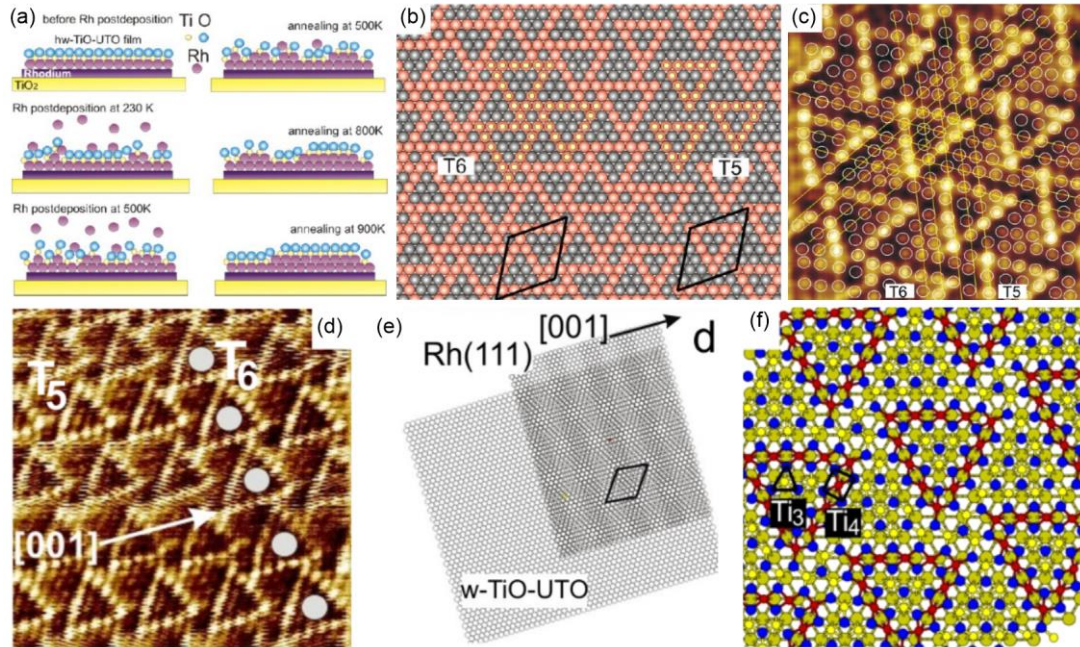 (a)
before Rh postdeposition
hw-TiO-UTO film
Rhodium
TiO₂
Ti O
Rh
annealing at 500K
Rh postdeposition at 230 K
annealing at 800K
Rh postdeposition at 500K
annealing at 900K
(b)
T6
T5
(c)
T6
T5
(d)
T5
T6
[001]
(e)
[001]
d
Rh(111)
w-TiO-UTO
(f)
Ti3
Ti4